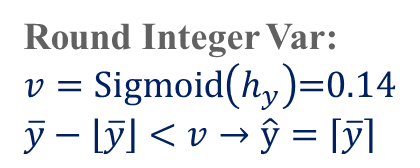 Round Integer Var:
𝑣 = Sigmoid(ℎ𝑦)=0.14
ȳ − ⌊ȳ⌋ < 𝑣 → ŷ = ⌈ȳ⌉